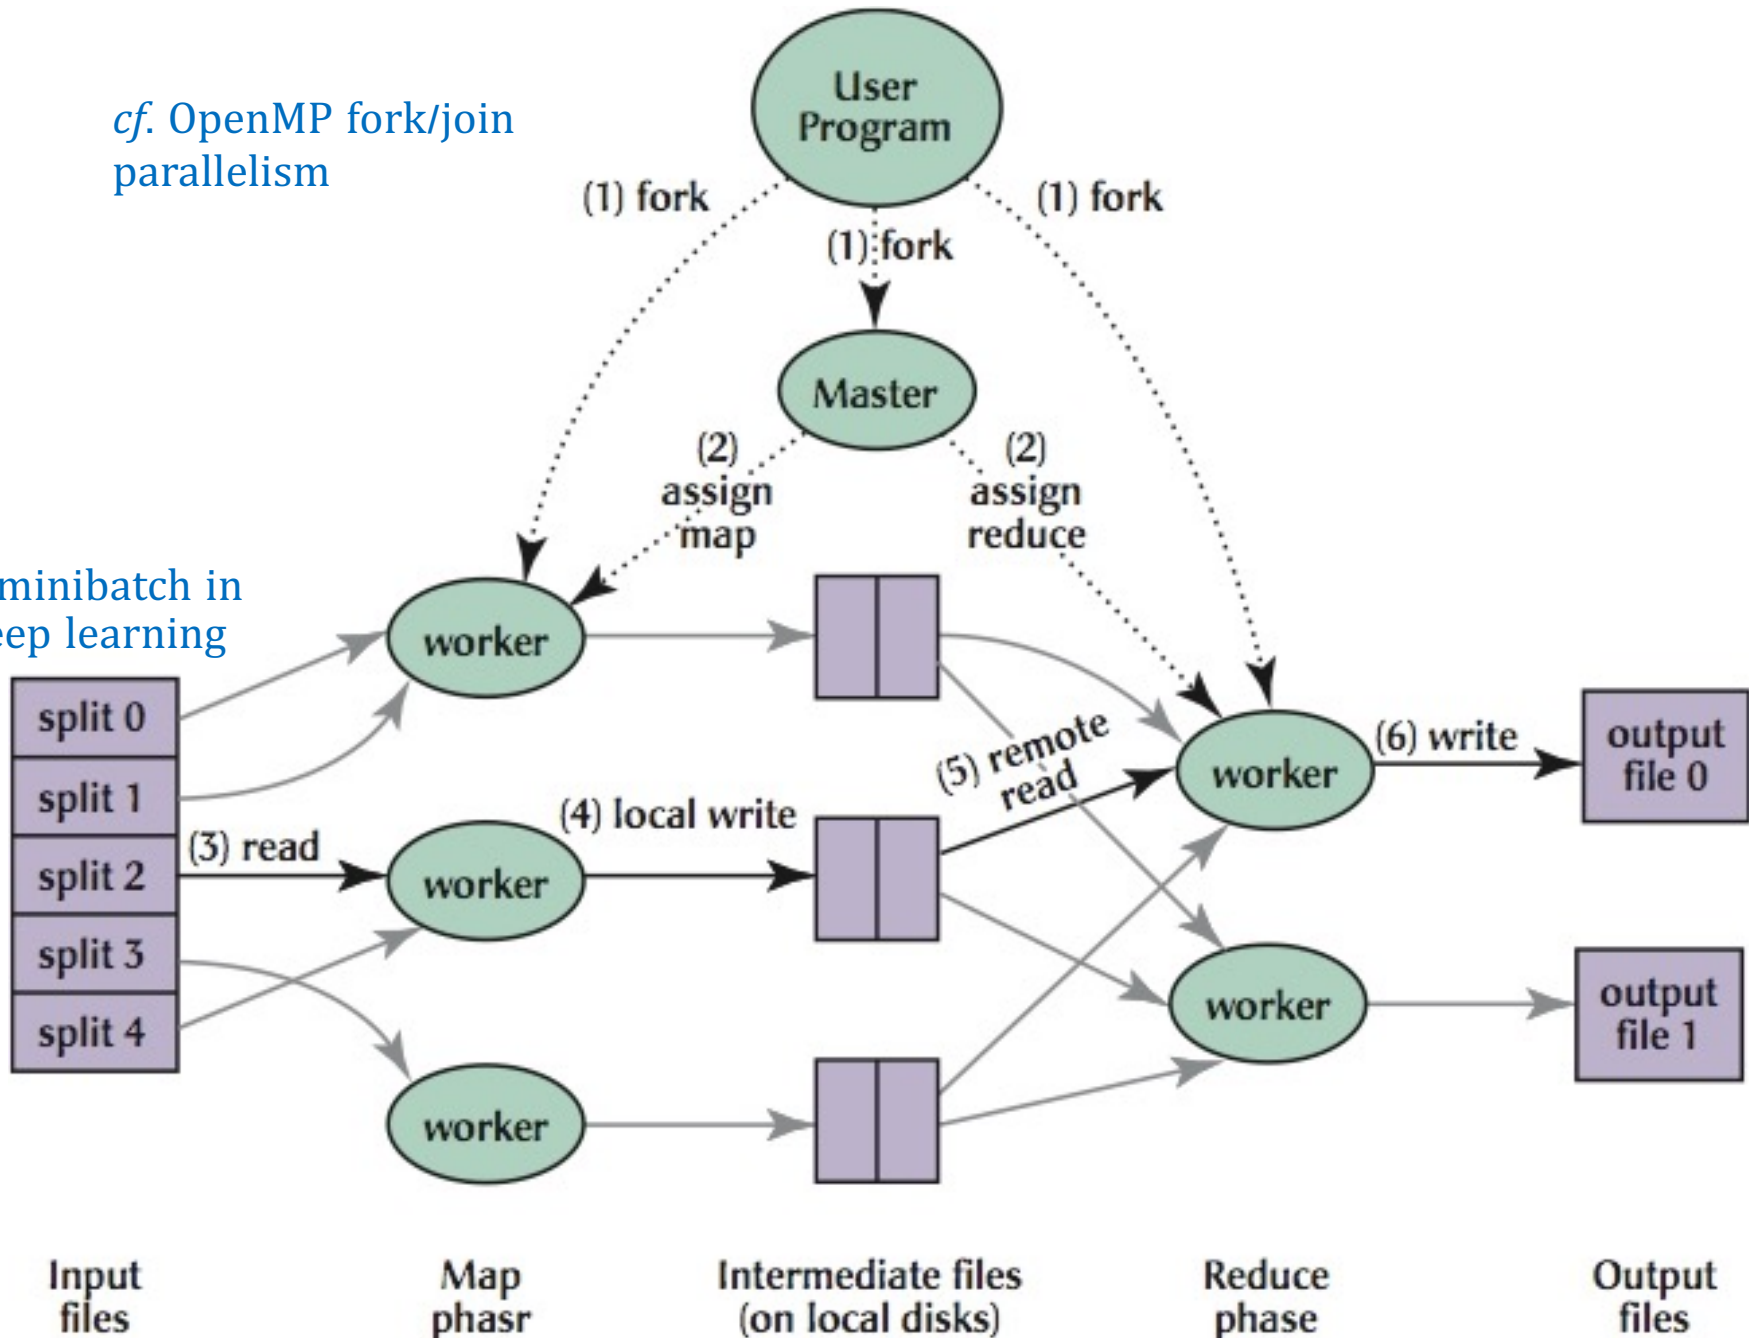 User
Program
cf. OpenMP fork/join
parallelism
(1) fork
(1) fork
(1) fork
Master
(2)
assign
map
(2)
assign
reduce
minibatch in
eep learning
worker
split 0
split 1
split 2
split 3
split 4
(3) read
worker
(4) local write
worker
(5) remote
read
worker
(6) write
output
file 0
worker
output
file 1
Input
files
Map
phasr
Intermediate files
(on local disks)
Reduce
phase
Output
files